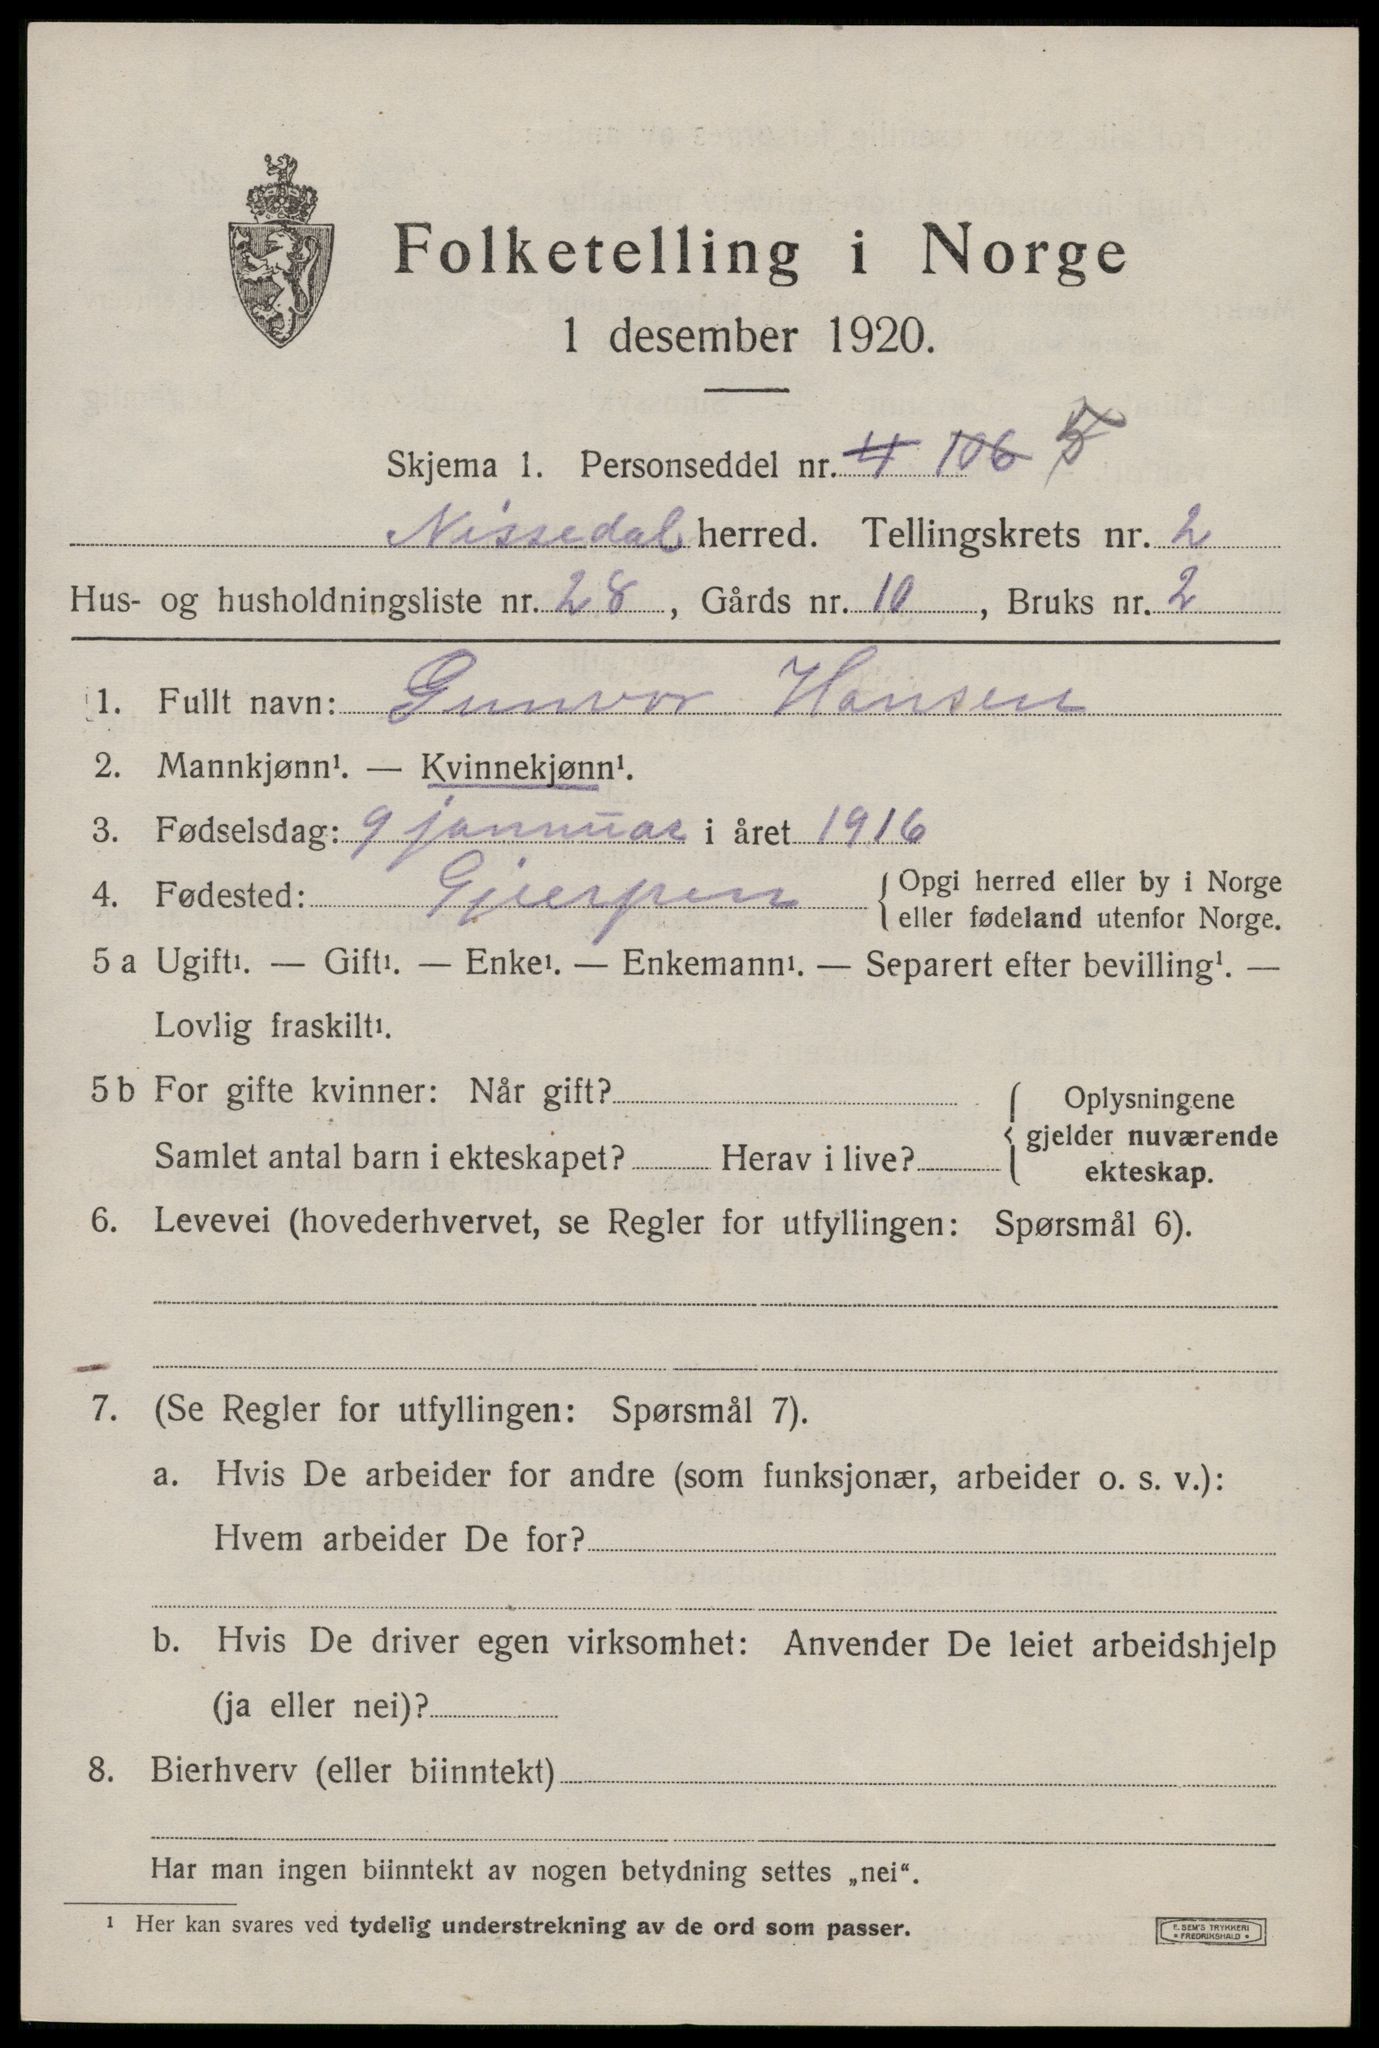 Folketelling i Norge
1 desember 1920.
Skjema 1. Personseddel nr. 4 106 5
Nissedal herred. Tellingskrets nr. 2
Hus- og husholdningsliste nr. 28, Gårds nr. 10, Bruks nr. 2
1. Fullt navn: Gunvor Hansen
2. Mannkjønn¹. — Kvinnekjønn¹.
3. Fødselsdag: 9 januar i året 1916
4. Fødested: Gjerpen {Opgi herred eller by i Norge
eller fødeland utenfor Norge.
5 a Ugift¹. — Gift¹. — Enke¹. — Enkemann¹. — Separert efter bevilling¹. —
Lovlig fraskilt¹.
5 b For gifte kvinner: Når gift? { Oplysningene
gjelder nuværende
Samlet antal barn i ekteskapet? Herav i live?
ekteskap.
6. Levevei (hovederhvervet, se Regler for utfyllingen: Spørsmål 6).
7. (Se Regler for utfyllingen: Spørsmål 7).
a. Hvis De arbeider for andre (som funksjonær, arbeider o. s. v.):
Hvem arbeider De for?
b. Hvis De driver egen virksomhet: Anvender De leiet arbeidshjelp
(ja eller nei)?
8. Bierhverv (eller biinntekt)
Har man ingen biinntekt av nogen betydning settes „nei“.
¹ Her kan svares ved tydelig understrekning av de ord som passer.
E. SEM'S TRYKKERI
• FREDRIKSHALD •